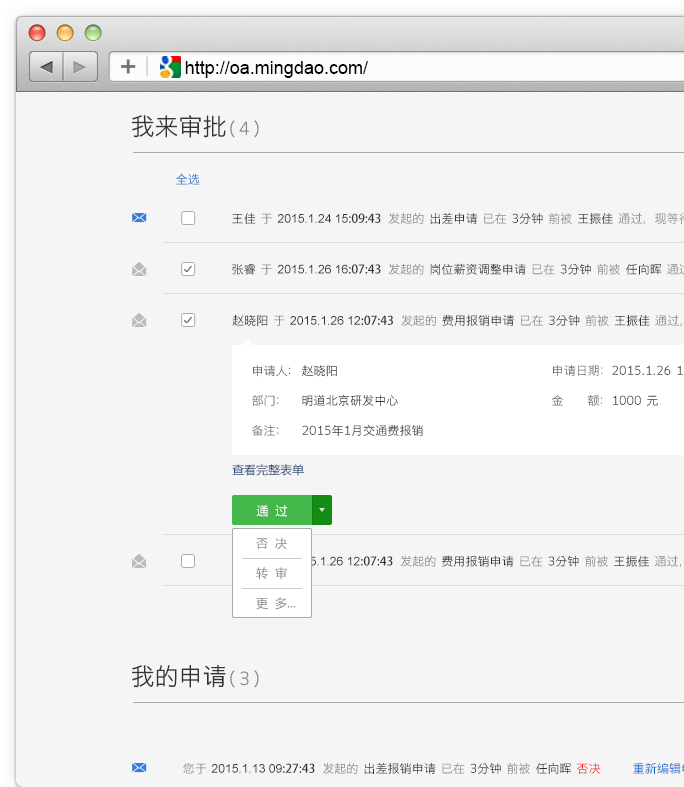 http://oa.mingdao.com/
我来审批(4)
全选
王佳 于 2015.1.24 15:09:43 发起的 出差申请 已在 3分钟 前被 王振佳 通过，现等待
张睿 于 2015.1.26 16:07:43 发起的 岗位薪资调整申请 已在 3分钟 前被 任向晖 通过
赵晓阳 于 2015.1.26 12:07:43 发起的 费用报销申请 已在 3分钟 前被 王振佳 通过,
申请人： 赵晓阳 申请日期： 2015.1.26 1
部门： 明道北京研发中心 金 额： 1000 元
备注： 2015年1月交通费报销
查看完整表单
通 过
否 决
转 审
更 多...
5.1.26 12:07:43 发起的 费用报销申请 已在 3分钟 前被 王振佳 通过,
我的申请(3)
您于 2015.1.13 09:27:43 发起的 出差报销申请 已在 3分钟 前被 任向晖 否决 重新编辑